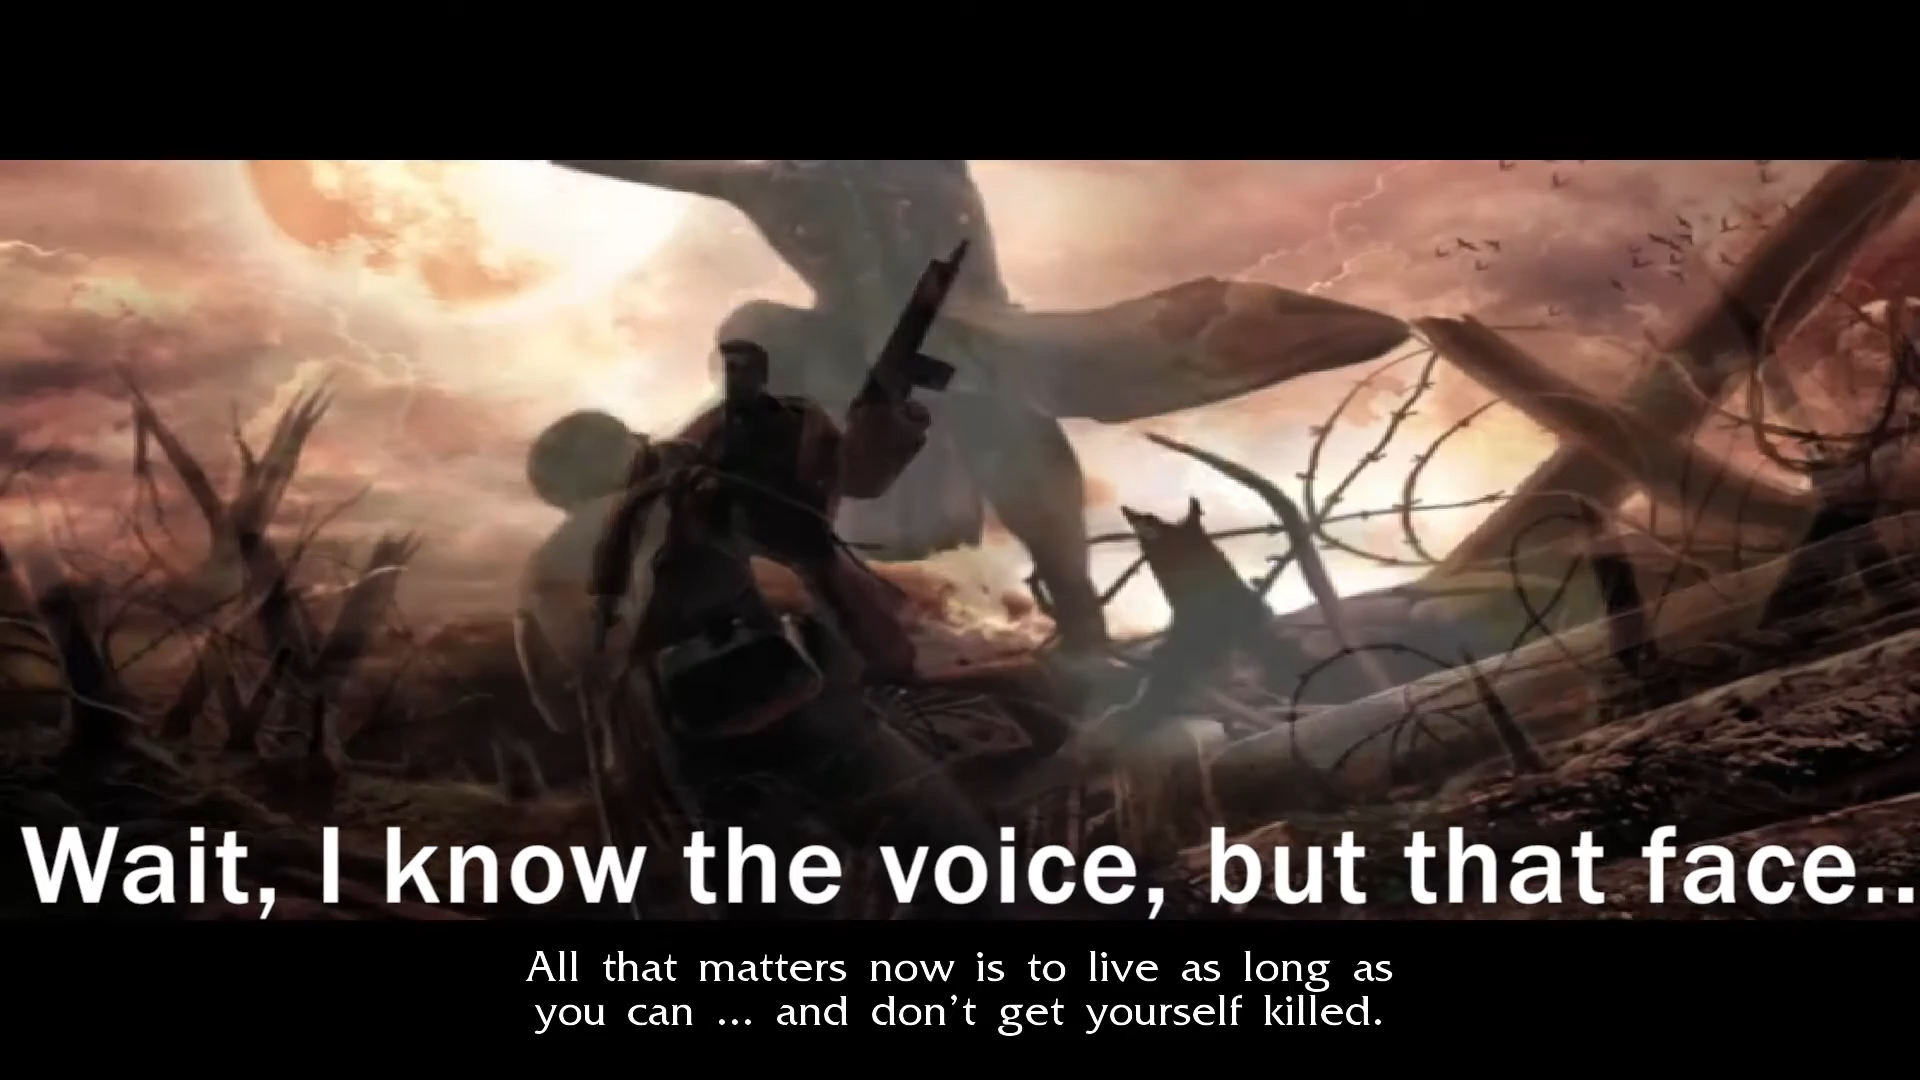 Wait, I know the voice, but that face..
All that matters now is to live as long as
you can ... and don't get yourself killed.